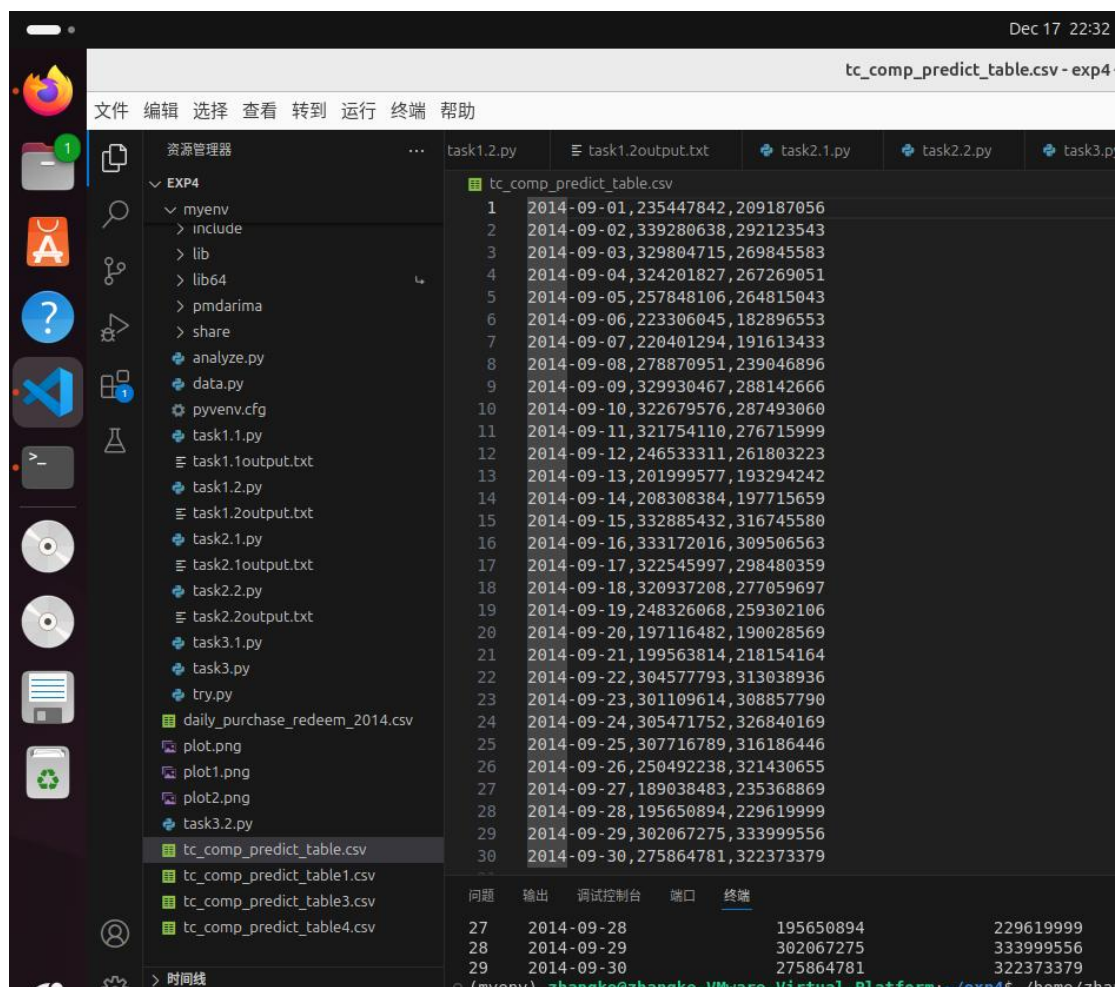 Dec 17 22:32
tc_comp_predict_table.csv - exp4 -
文件 编辑 选择 查看 转到 运行 终端 帮助
资源管理器 ...
EXP4
myenv
include
lib
lib64
pmdarima
share
analyze.py
data.py
pyvenv.cfg
task1.1.py
task1.1output.txt
task1.2.py
task1.2output.txt
task2.1.py
task2.1output.txt
task2.2.py
task2.2output.txt
task3.1.py
task3.py
try.py
daily_purchase_redeem_2014.csv
plot.png
plot1.png
plot2.png
task3.2.py
tc_comp_predict_table.csv
tc_comp_predict_table1.csv
tc_comp_predict_table3.csv
tc_comp_predict_table4.csv
时间线
1
1
task1.2.py task1.2output.txt task2.1.py task2.2.py task3.p
tc_comp_predict_table.csv
1 2014-09-01,235447842,209187056
2 2014-09-02,339280638,292123543
3 2014-09-03,329804715,269845583
4 2014-09-04,324201827,267269051
5 2014-09-05,257848106,264815043
6 2014-09-06,223306045,182896553
7 2014-09-07,220401294,191613433
8 2014-09-08,278870951,239046896
9 2014-09-09,329930467,288142666
10 2014-09-10,322679576,287493060
11 2014-09-11,321754110,276715999
12 2014-09-12,246533311,261803223
13 2014-09-13,201999577,193294242
14 2014-09-14,208308384,197715659
15 2014-09-15,332885432,316745580
16 2014-09-16,333172016,309506563
17 2014-09-17,322545997,298480359
18 2014-09-18,320937208,277059697
19 2014-09-19,248326068,259302106
20 2014-09-20,197116482,190028569
21 2014-09-21,199563814,218154164
22 2014-09-22,304577793,313038936
23 2014-09-23,301109614,308857790
24 2014-09-24,305471752,326840169
25 2014-09-25,307716789,316186446
26 2014-09-26,250492238,321430655
27 2014-09-27,189038483,235368869
28 2014-09-28,195650894,229619999
29 2014-09-29,302067275,333999556
30 2014-09-30,275864781,322373379
问题 输出 调试控制台 端口 终端
27 2014-09-28 195650894 229619999
28 2014-09-29 302067275 333999556
29 2014-09-30 275864781 322373379